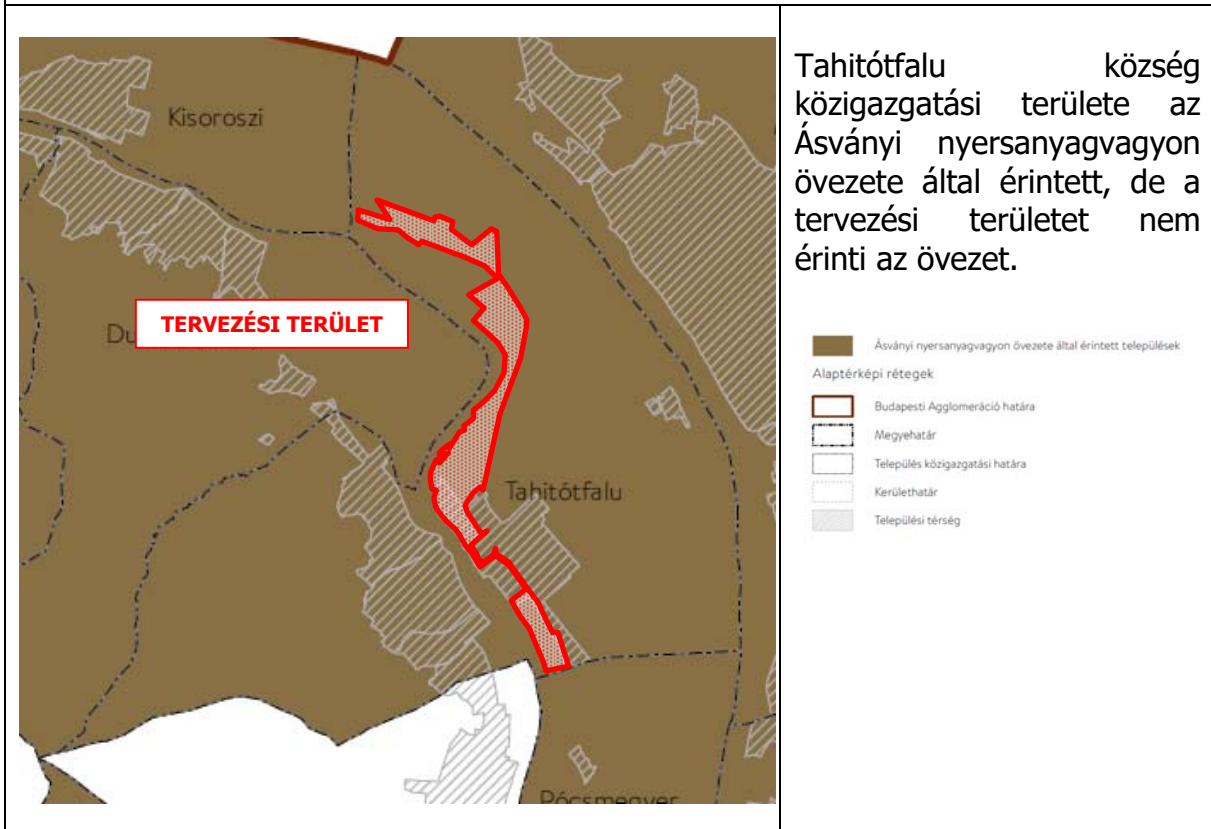 Kisoroszi
Du
TERVEZÉSI TERÜLET
Tahitótfalu
Pócsmegyer
Tahitótfalu község
közigazgatási területe az
Ásványi nyersanyagvagyon
övezete által érintett, de a
tervezési területet nem
érinti az övezet.
Ásványi nyersanyagvagyon övezete által érintett települések
Alaptérképi rétegek
Budapesti Agglomeráció határa
Megyehatár
Település közigazgatási határa
Kerülethatár
Települési térség